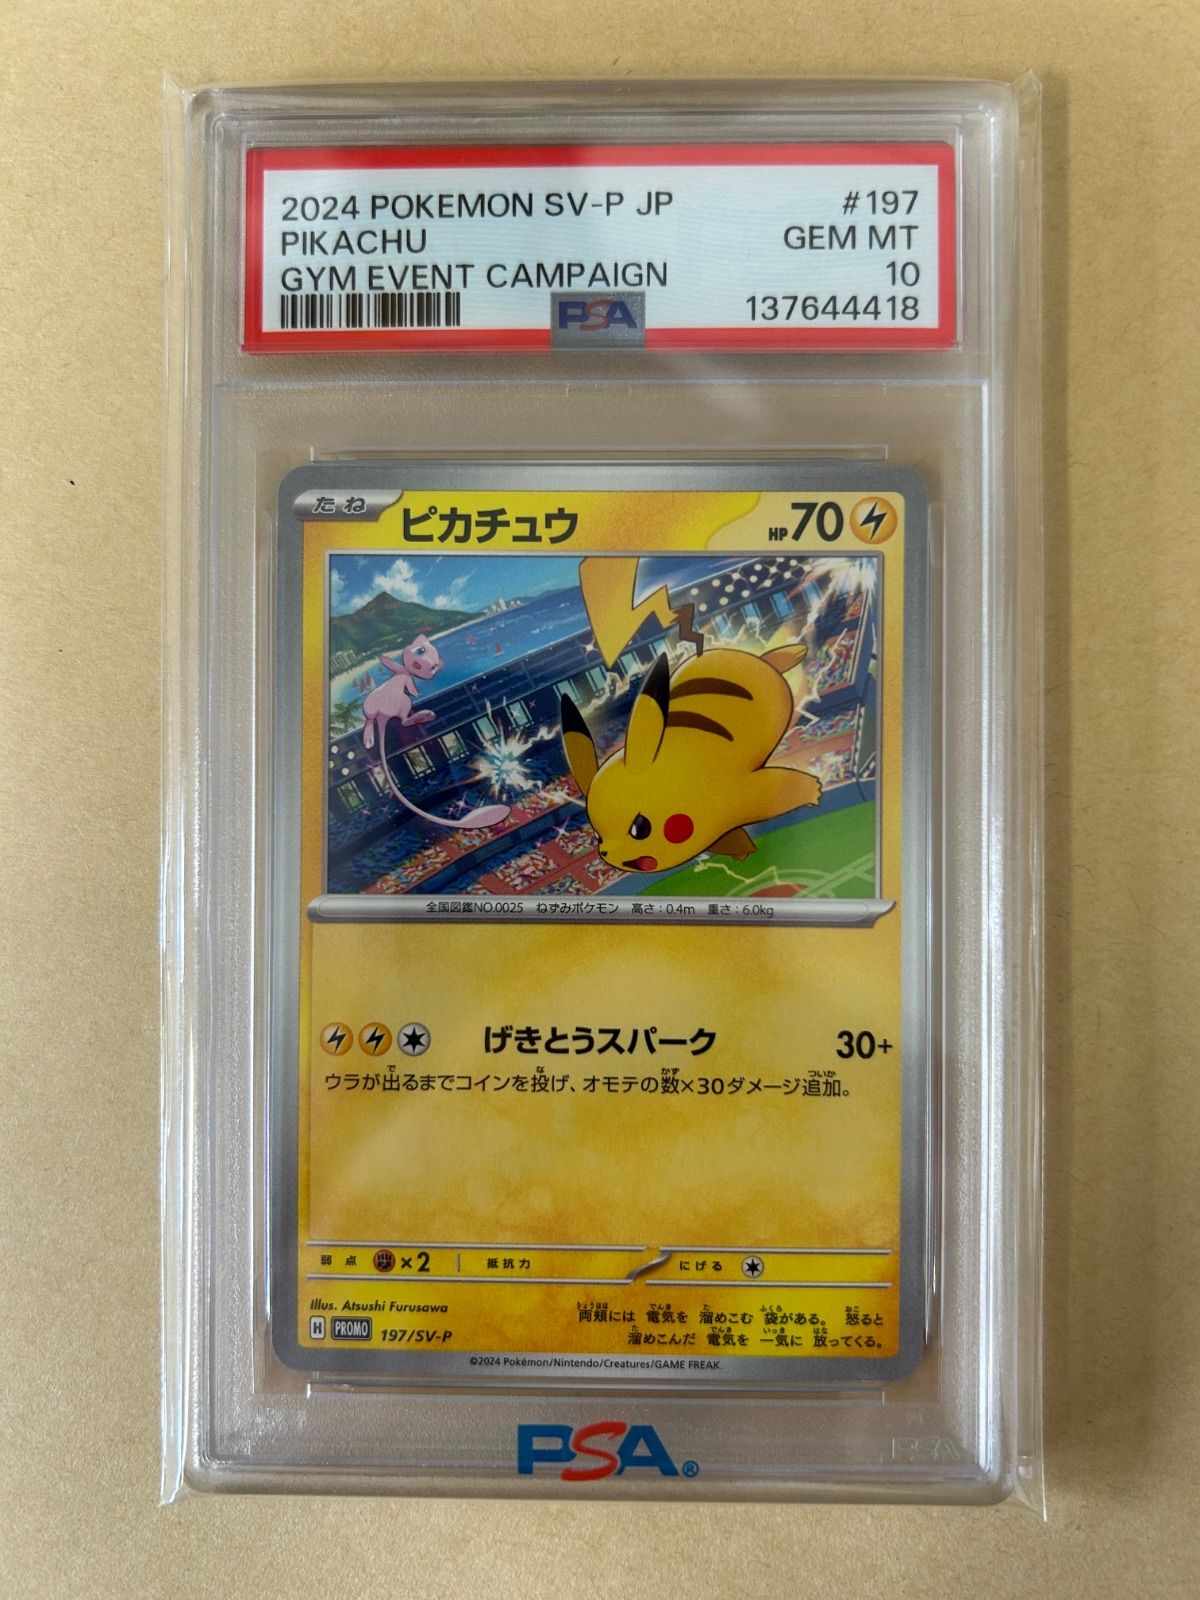 2024 POKEMON SV-P JP #197
PIKACHU GEM MT
GYM EVENT CAMPAIGN 10
PSA 137644418
たね ピカチュウ HP 70
全国図鑑NO.0025 ねずみポケモン 高さ:0.4m 重さ:6.0kg
げきとうスパーク 30+
ウラが出るまでコインを投げ、オモテの数×30ダメージ追加。
弱点 ×2 抵抗力 にげる
Illus. Atsushi Furusawa
H PROMO 197/SV-P
両頬には 電気を 溜めこむ 袋がある。 怒ると
溜めこんだ 電気を 一気に 放ってくる。
©2024 Pokémon/Nintendo/Creatures/GAME FREAK.
PSA®
PSA